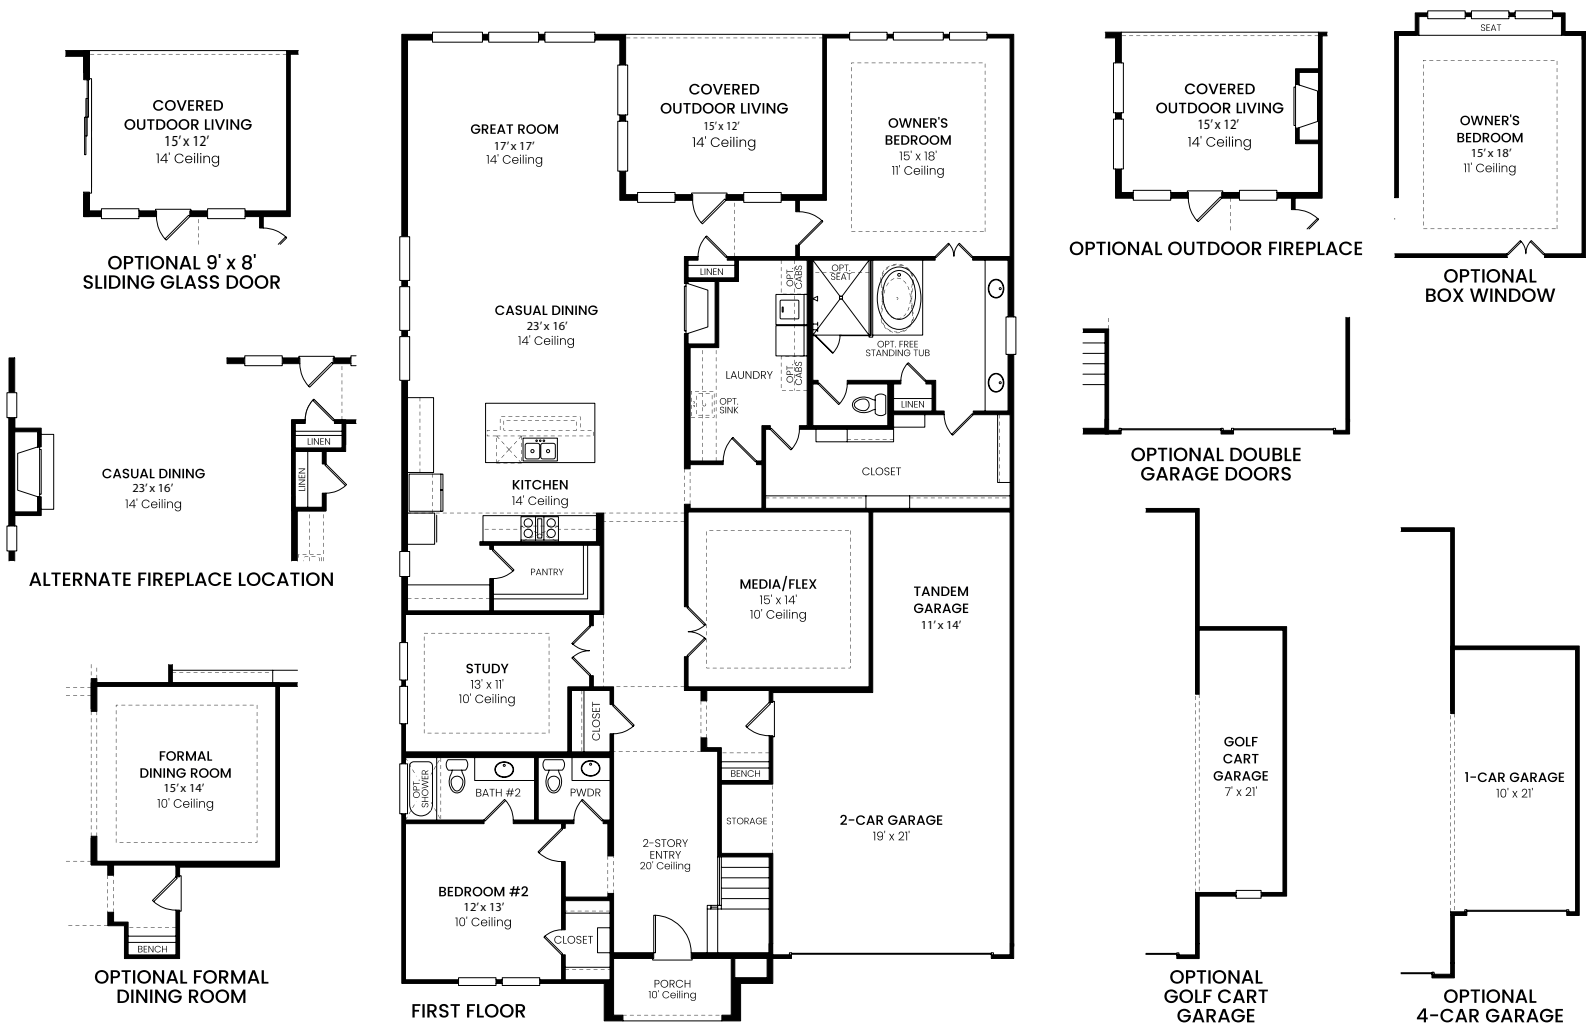 COVERED
OUTDOOR LIVING
15' x 12'
14' Ceiling
OPTIONAL 9' x 8'
SLIDING GLASS DOOR
CASUAL DINING
23' x 16'
14' Ceiling
LINEN
LINEN
ALTERNATE FIREPLACE LOCATION
FORMAL
DINING ROOM
15' x 14'
10' Ceiling
BENCH
OPTIONAL FORMAL
DINING ROOM
GREAT ROOM
17' x 17'
14' Ceiling
COVERED
OUTDOOR LIVING
15' x 12'
14' Ceiling
OWNER'S
BEDROOM
15' x 18'
11' Ceiling
LINEN
OPT.
CABS
OPT.
SEAT
CASUAL DINING
23' x 16'
14' Ceiling
OPT. FREE
STANDING TUB
LAUNDRY
OPT.
CABS
OPT.
SINK
LINEN
CLOSET
KITCHEN
14' Ceiling
PANTRY
MEDIA/FLEX
15' x 14'
10' Ceiling
TANDEM
GARAGE
11' x 14'
STUDY
13' x 11'
10' Ceiling
CLOSET
BENCH
OPT.
SHOWER
BATH #2
PWDR
STORAGE
2-CAR GARAGE
19' x 21'
2-STORY
ENTRY
20' Ceiling
BEDROOM #2
12' x 13'
10' Ceiling
CLOSET
PORCH
10' Ceiling
FIRST FLOOR
COVERED
OUTDOOR LIVING
15' x 12'
14' Ceiling
OPTIONAL OUTDOOR FIREPLACE
SEAT
OWNER'S
BEDROOM
15' x 18'
11' Ceiling
OPTIONAL
BOX WINDOW
OPTIONAL DOUBLE
GARAGE DOORS
GOLF
CART
GARAGE
7' x 21'
OPTIONAL
GOLF CART
GARAGE
1-CAR GARAGE
10' x 21'
OPTIONAL
4-CAR GARAGE